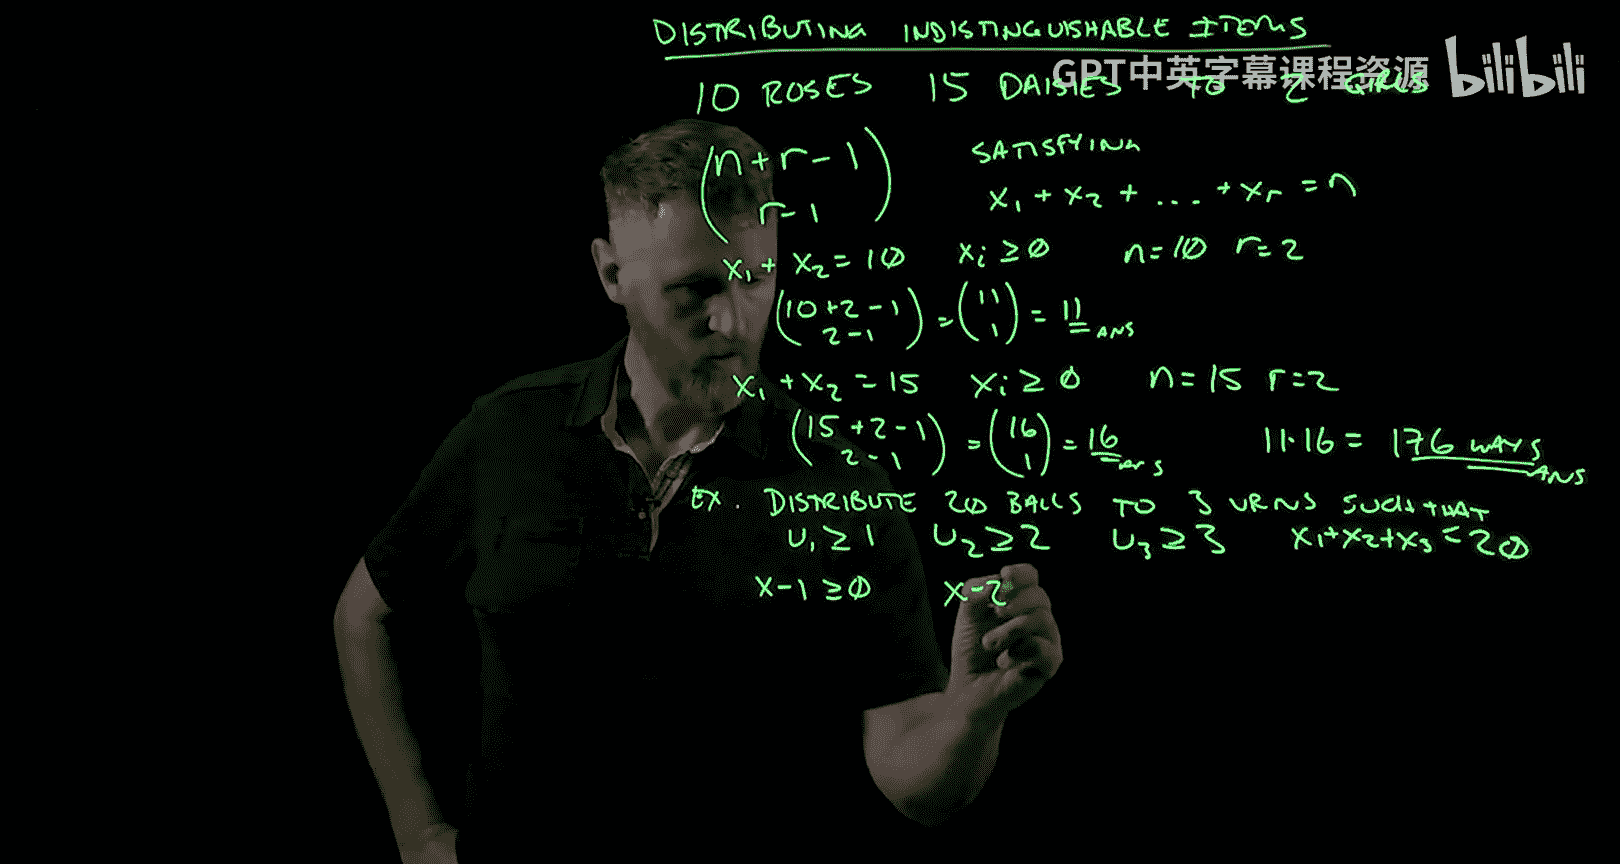 DISTRIBUTING INDISTINGUISHABLE ITEMS
GPT中英字幕课程资源 bilibili
10 ROSES 15 DAISIES TO 2 GIRLS
(n+r-1 r-1) SATISFYING
x₁ + x₂ + ... + xᵣ = n
x₁ + x₂ = 10 xᵢ ≥ 0 n=10 r=2
(10+2-1 2-1) = (11 1) = 11 ANS
x₁ + x₂ = 15 xᵢ ≥ 0 n=15 r=2
(15+2-1 2-1) = (16 1) = 16 ANS 11·16 = 176 WAYS ANS
EX. DISTRIBUTE 20 BALLS TO 3 URNS SUCH THAT
U₁ ≥ 1 U₂ ≥ 2 U₃ ≥ 3 x₁+x₂+x₃ = 20
x-1 ≥ 0 x-2